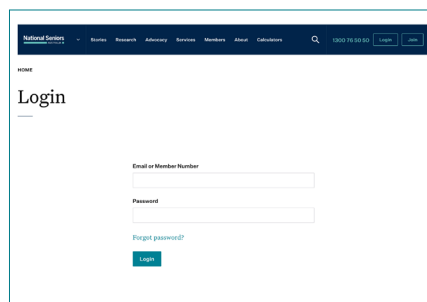 National Seniors
Stories Research Advocacy Services Members About Calculators 1300 76 50 50 Login Join
HOME
Login
Email or Member Number
Password
Forgot password?
Login